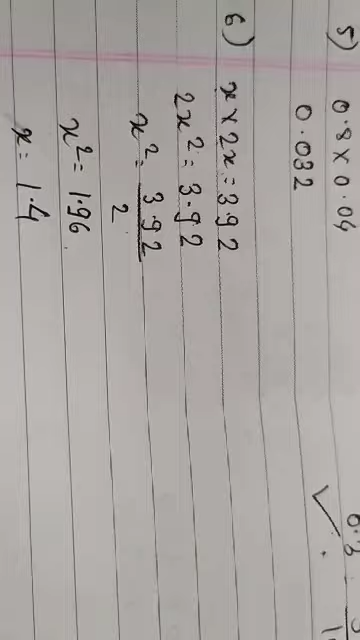 5) 0.8 x 0.04
0.032
6) x x 2x = 3.92
2x² = 3.92
x² = 3.92
2
x² = 1.96
x = 1.4